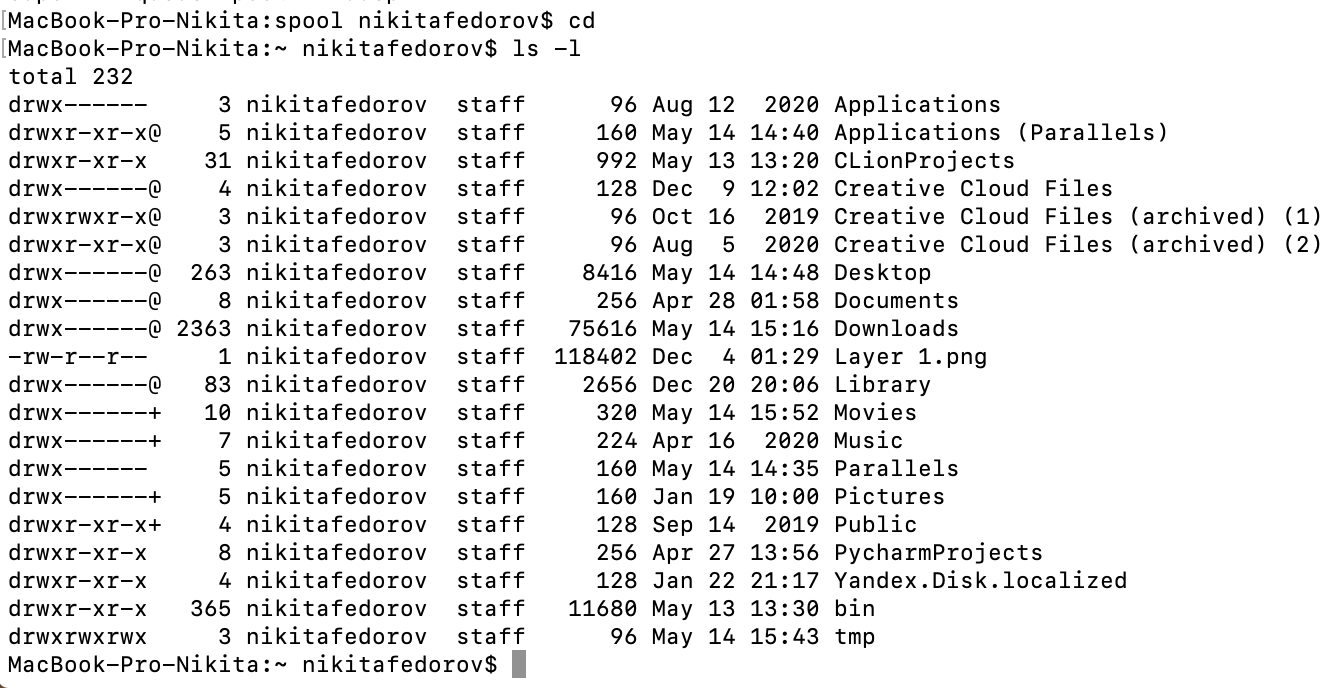 [MacBook-Pro-Nikita:spool nikitafedorov$ cd
[MacBook-Pro-Nikita:~ nikitafedorov$ ls -l
total 232
drwx------     3 nikitafedorov  staff      96 Aug 12  2020 Applications
drwxr-xr-x@    5 nikitafedorov  staff     160 May 14 14:40 Applications (Parallels)
drwxr-xr-x    31 nikitafedorov  staff     992 May 13 13:20 CLionProjects
drwx------@    4 nikitafedorov  staff     128 Dec  9 12:02 Creative Cloud Files
drwxrwxr-x@    3 nikitafedorov  staff      96 Oct 16  2019 Creative Cloud Files (archived) (1)
drwxr-xr-x@    3 nikitafedorov  staff      96 Aug  5  2020 Creative Cloud Files (archived) (2)
drwx------@  263 nikitafedorov  staff    8416 May 14 14:48 Desktop
drwx------@    8 nikitafedorov  staff     256 Apr 28 01:58 Documents
drwx------@ 2363 nikitafedorov  staff   75616 May 14 15:16 Downloads
-rw-r--r--     1 nikitafedorov  staff  118402 Dec  4 01:29 Layer 1.png
drwx------@   83 nikitafedorov  staff    2656 Dec 20 20:06 Library
drwx------+   10 nikitafedorov  staff     320 May 14 15:52 Movies
drwx------+    7 nikitafedorov  staff     224 Apr 16  2020 Music
drwx------     5 nikitafedorov  staff     160 May 14 14:35 Parallels
drwx------+    5 nikitafedorov  staff     160 Jan 19 10:00 Pictures
drwxr-xr-x+    4 nikitafedorov  staff     128 Sep 14  2019 Public
drwxr-xr-x     8 nikitafedorov  staff     256 Apr 27 13:56 PycharmProjects
drwxr-xr-x     4 nikitafedorov  staff     128 Jan 22 21:17 Yandex.Disk.localized
drwxr-xr-x   365 nikitafedorov  staff   11680 May 13 13:30 bin
drwxrwxrwx     3 nikitafedorov  staff      96 May 14 15:43 tmp
MacBook-Pro-Nikita:~ nikitafedorov$